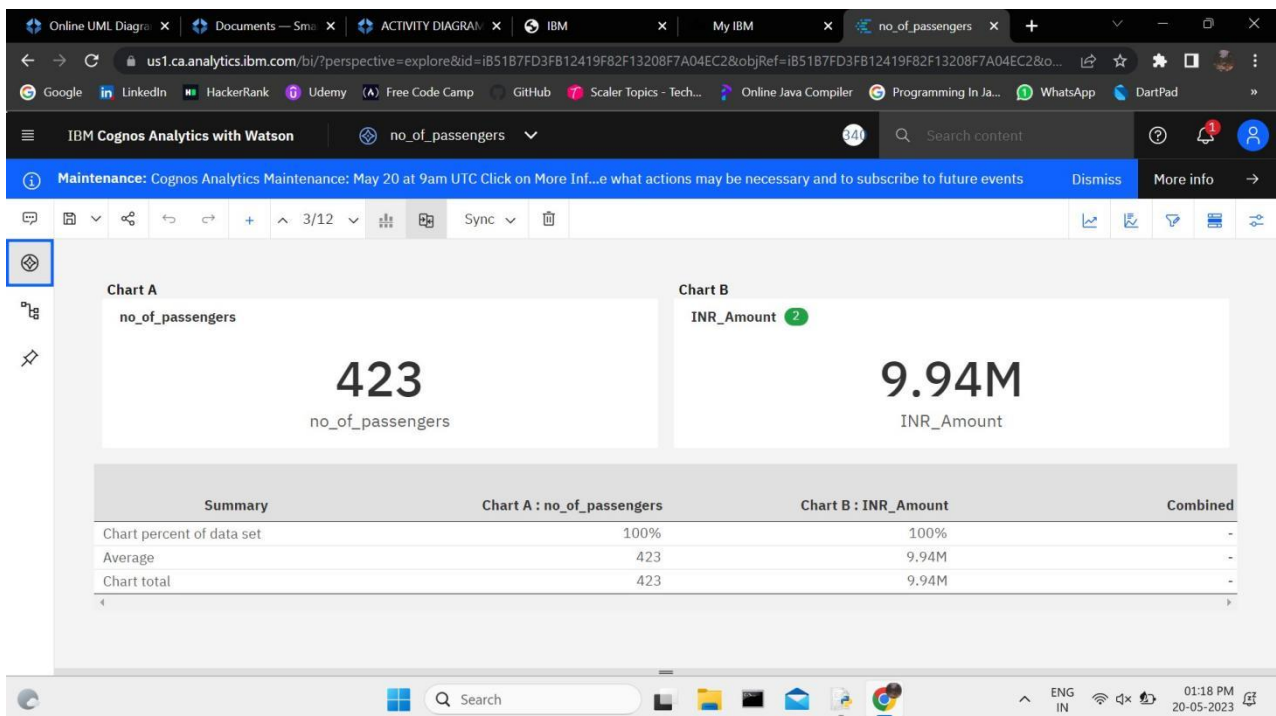 Online UML Diagra
Documents — Sma
ACTIVITY DIAGRAM
IBM
My IBM
no_of_passengers
us1.ca.analytics.ibm.com/bi/?perspective=explore&id=iB51B7FD3FB12419F82F13208F7A04EC2&objRef=iB51B7FD3FB12419F82F13208F7A04EC2&o...
Google
LinkedIn
HackerRank
Udemy
Free Code Camp
GitHub
Scaler Topics - Tech...
Online Java Compiler
Programming In Ja...
WhatsApp
DartPad
»
IBM Cognos Analytics with Watson
no_of_passengers
340
Search content
1
Maintenance: Cognos Analytics Maintenance: May 20 at 9am UTC Click on More Inf...e what actions may be necessary and to subscribe to future events
Dismiss
More info
3/12
Sync
Chart A
Chart B
no_of_passengers
INR_Amount 2
423
9.94M
no_of_passengers
INR_Amount
Summary Chart A : no_of_passengers Chart B : INR_Amount Combined
Chart percent of data set 100% 100% -
Average 423 9.94M -
Chart total 423 9.94M -
Search
ENG
IN
01:18 PM
20-05-2023